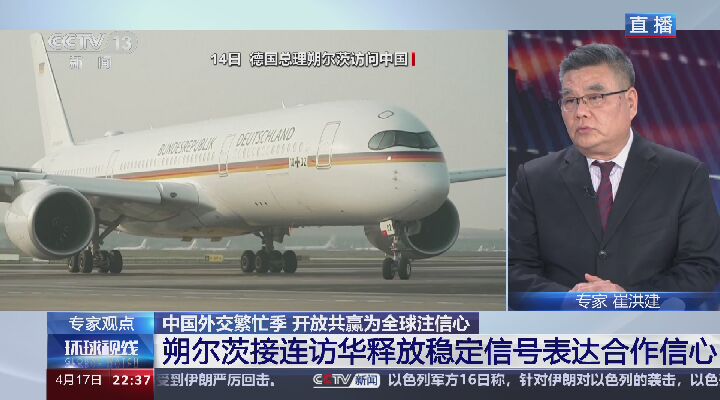 CCTV 13
新闻
直播
14日 德国总理朔尔茨访问中国
BUNDESREPUBLIK DEUTSCHLAND
专家 崔洪建
专家观点
中国外交繁忙季 开放共赢为全球注信心
环球视线
朔尔茨接连访华释放稳定信号表达合作信心
4月17日 22:37
受到伊朗严厉回击。
CCTV 新闻
以色列军方16日称，针对伊朗对以色列的袭击，以色